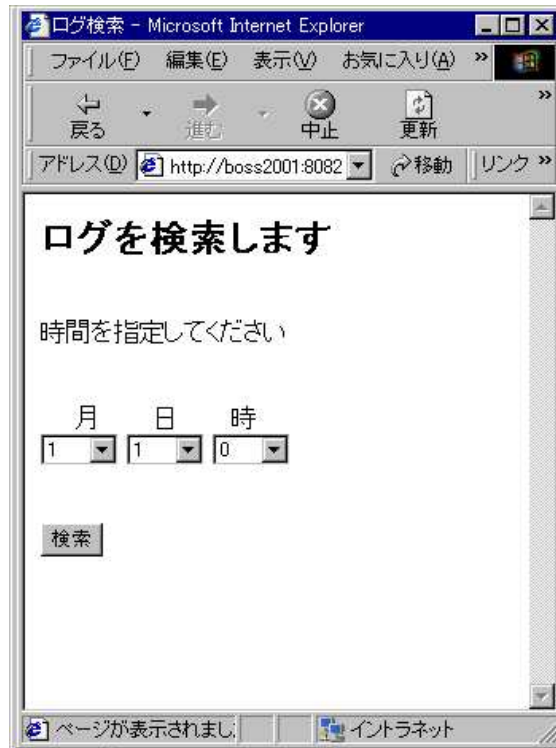 ログ検索 - Microsoft Internet Explorer
ファイル(F) 編集(E) 表示(V) お気に入り(A) »
戻る 進む 中止 更新 »
アドレス(D) http://boss2001:8082 移動 リンク »
ログを検索します
時間を指定してください
月 日 時
1 1 0
検索
ページが表示されまし イントラネット